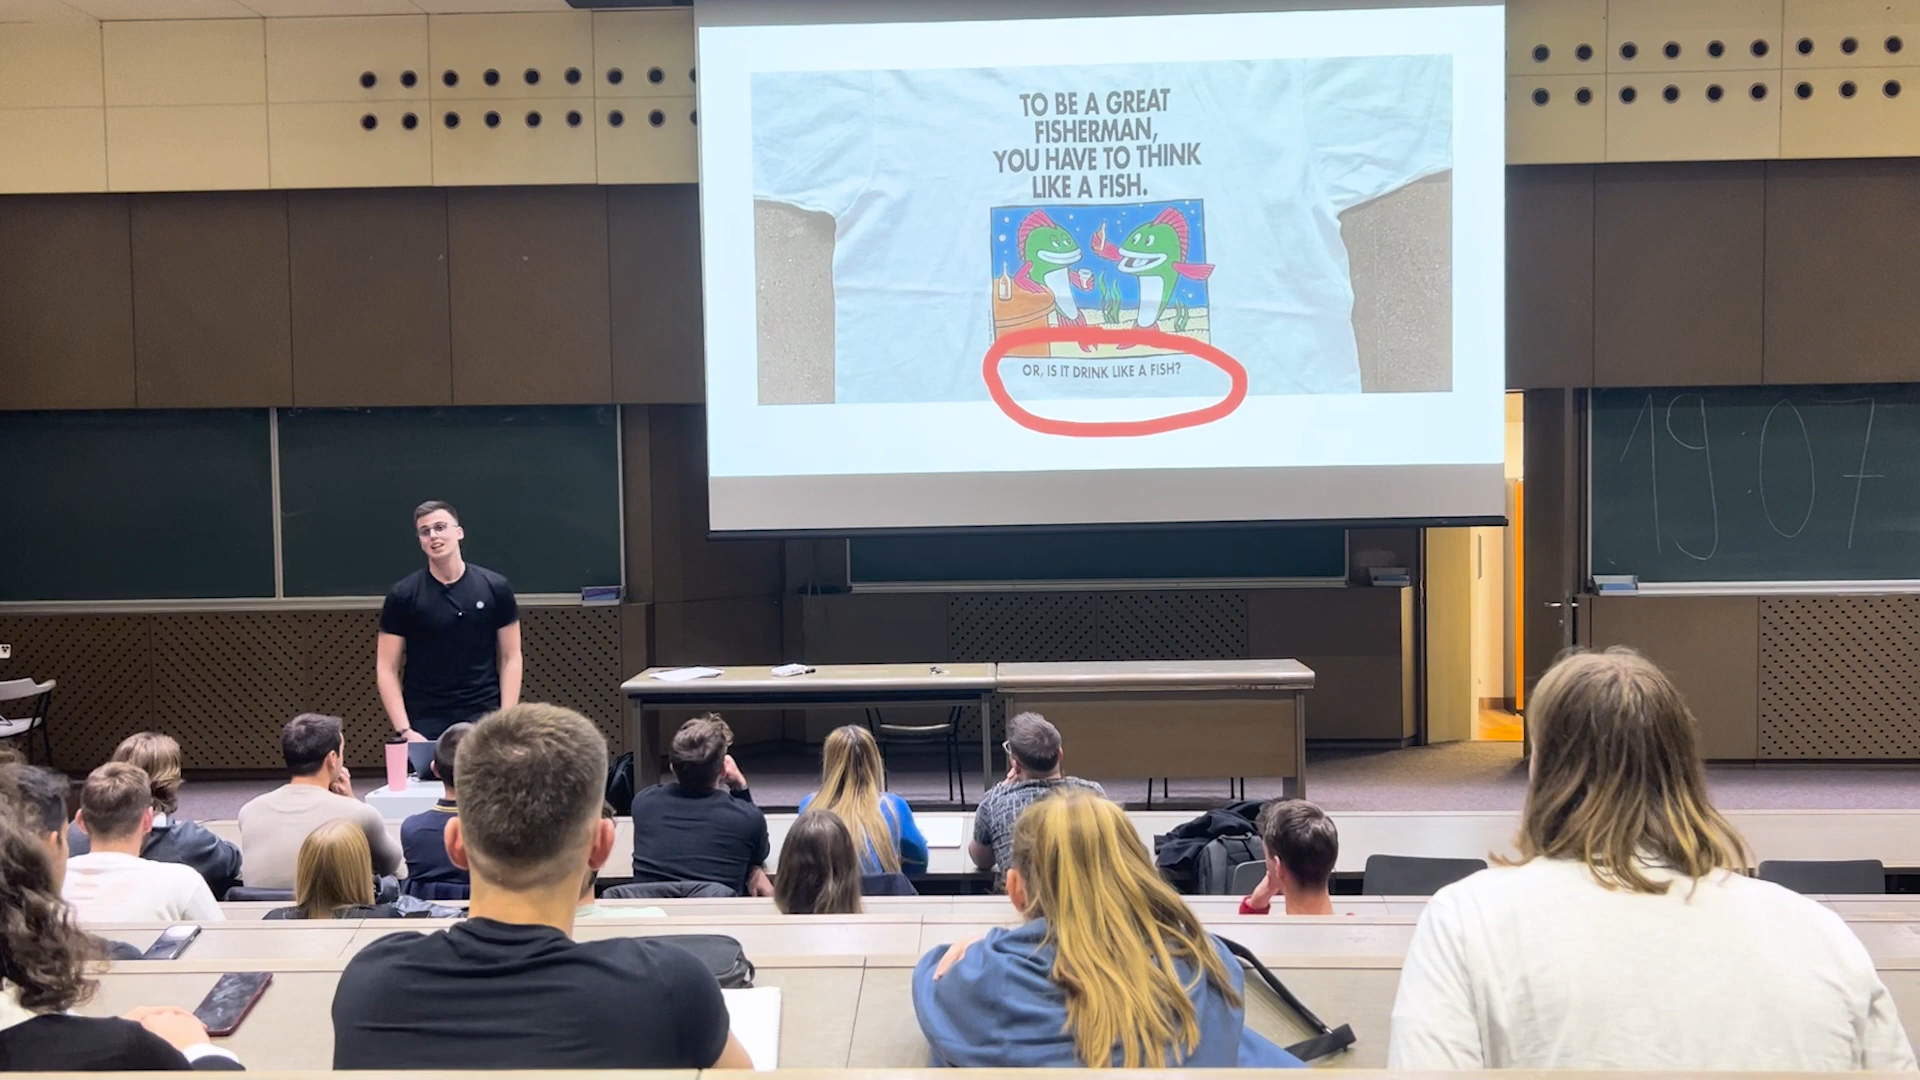 TO BE A GREAT
FISHERMAN,
YOU HAVE TO THINK
LIKE A FISH.
OR, IS IT DRINK LIKE A FISH?
19.07